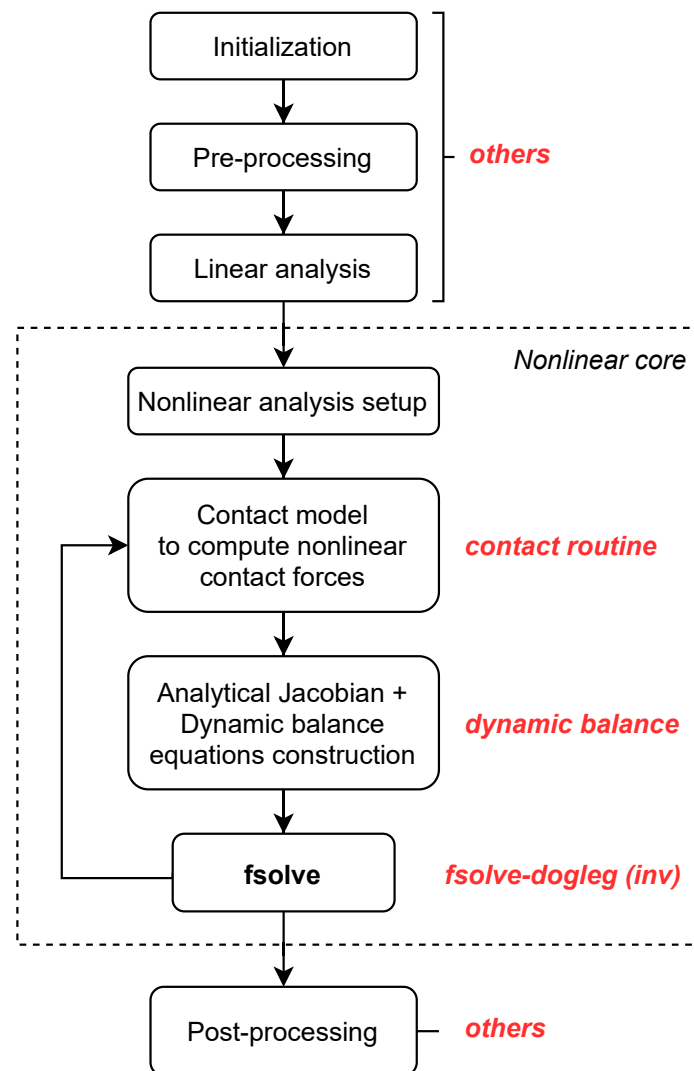 Initialization
Pre-processing
others
Linear analysis
Nonlinear core
Nonlinear analysis setup
Contact model
to compute nonlinear
contact forces
contact routine
Analytical Jacobian +
Dynamic balance
equations construction
dynamic balance
fsolve
fsolve-dogleg (inv)
Post-processing
others